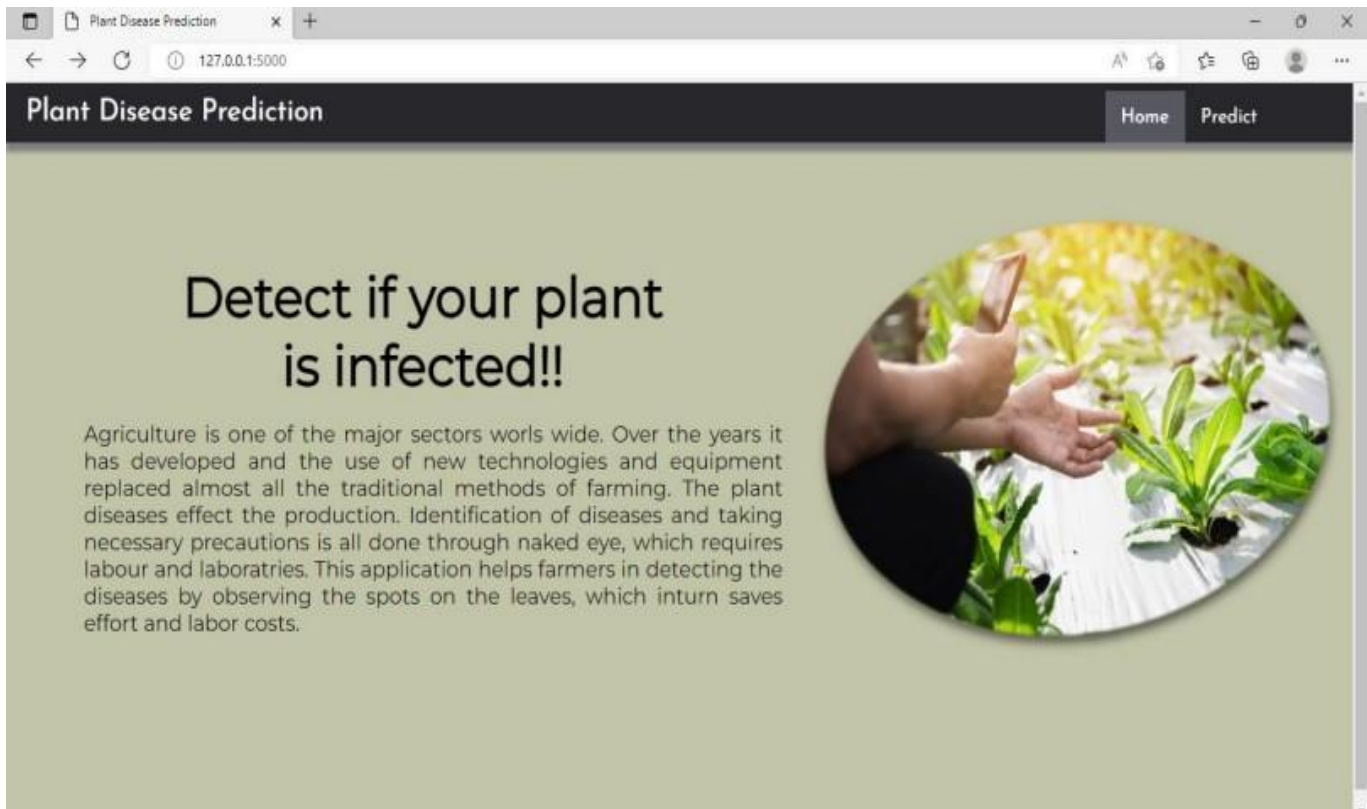 Plant Disease Prediction
127.0.0.1:5000
Plant Disease Prediction
Home Predict
Detect if your plant
is infected!!
Agriculture is one of the major sectors worls wide. Over the years it
has developed and the use of new technologies and equipment
replaced almost all the traditional methods of farming. The plant
diseases effect the production. Identification of diseases and taking
necessary precautions is all done through naked eye, which requires
labour and laboratries. This application helps farmers in detecting the
diseases by observing the spots on the leaves, which inturn saves
effort and labor costs.